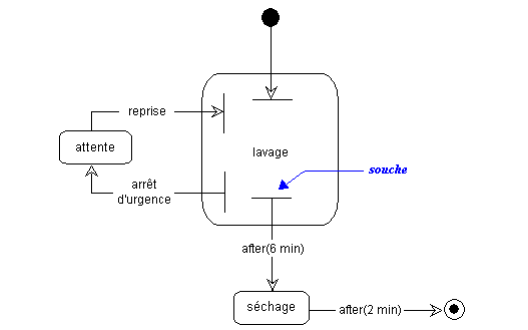 reprise
attente
lavage
souche
arrêt
d'urgence
after(6 min)
séchage
after(2 min)